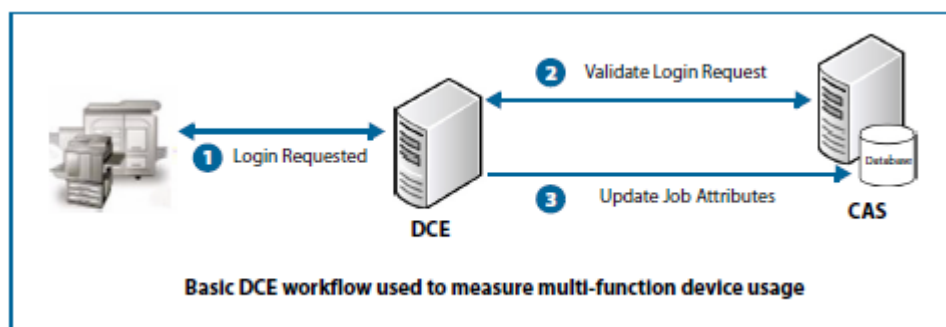 2 Validate Login Request
1 Login Requested
Database
3 Update Job Attributes
DCE
CAS
Basic DCE workflow used to measure multi-function device usage